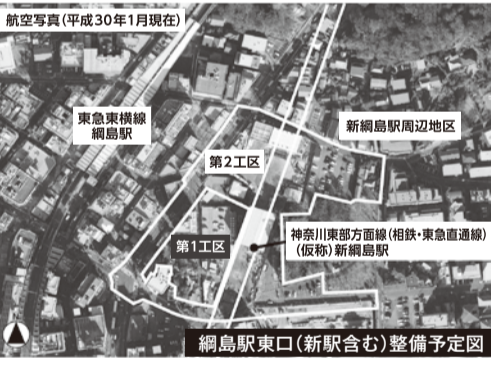 航空写真（平成30年1月現在）
東急東横線
綱島駅
新綱島駅周辺地区
第2工区
第1工区
神奈川東部方面線（相鉄・東急直通線）
（仮称）新綱島駅
綱島駅東口（新駅含む）整備予定図